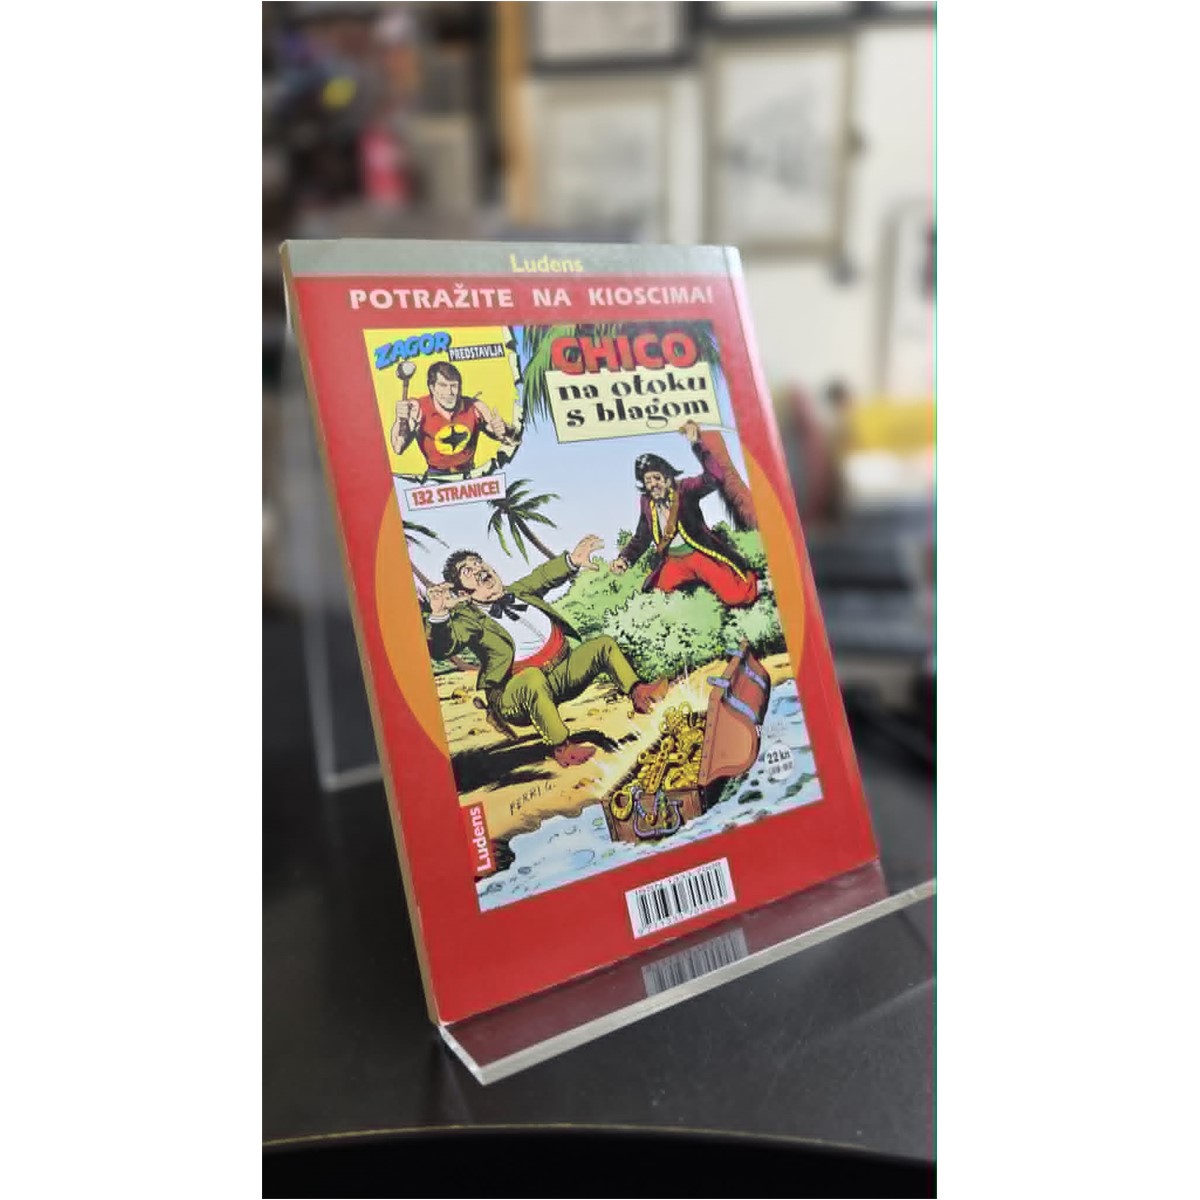 Ludens
POTRAŽITE NA KIOSCIMA!
ZAGOR
PREDSTAVLJA
CHICO
na otoku
s blagom
132 STRANICE!
22 kn
FERRI G.
Ludens